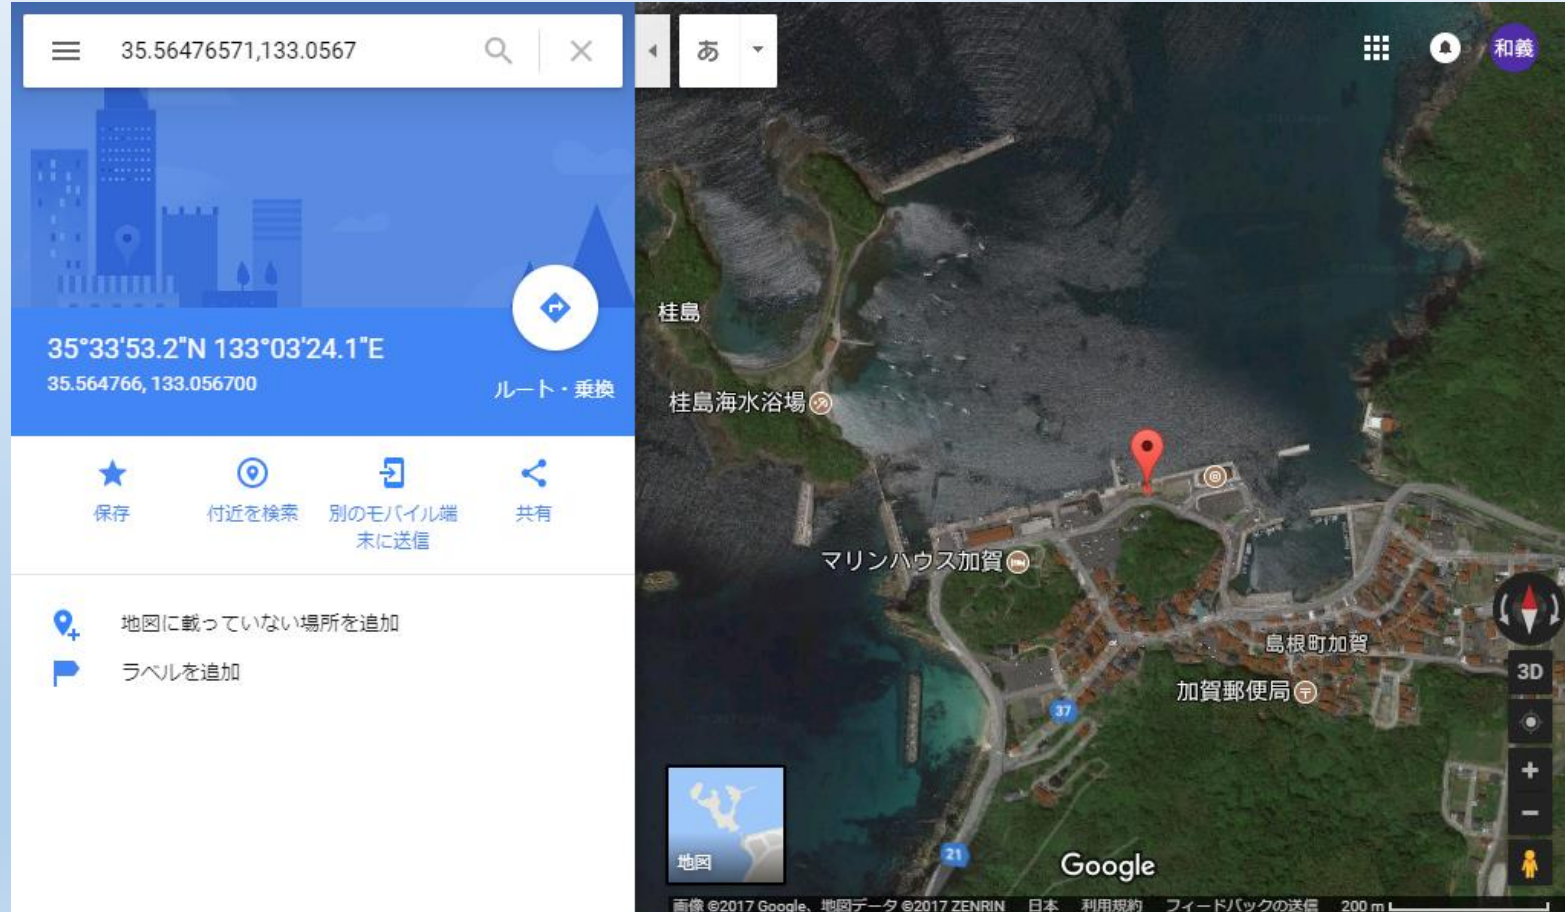 35.56476571,133.0567
あ
和義
35°33'53.2"N 133°03'24.1"E
35.564766, 133.056700
ルート・乗換
保存
付近を検索
別のモバイル端
末に送信
共有
地図に載っていない場所を追加
ラベルを追加
桂島
桂島海水浴場
マリンハウス加賀
島根町加賀
加賀郵便局
37
3D
21
地図
Google
画像 ©2017 Google、地図データ ©2017 ZENRIN 日本 利用規約 フィードバックの送信 200 m